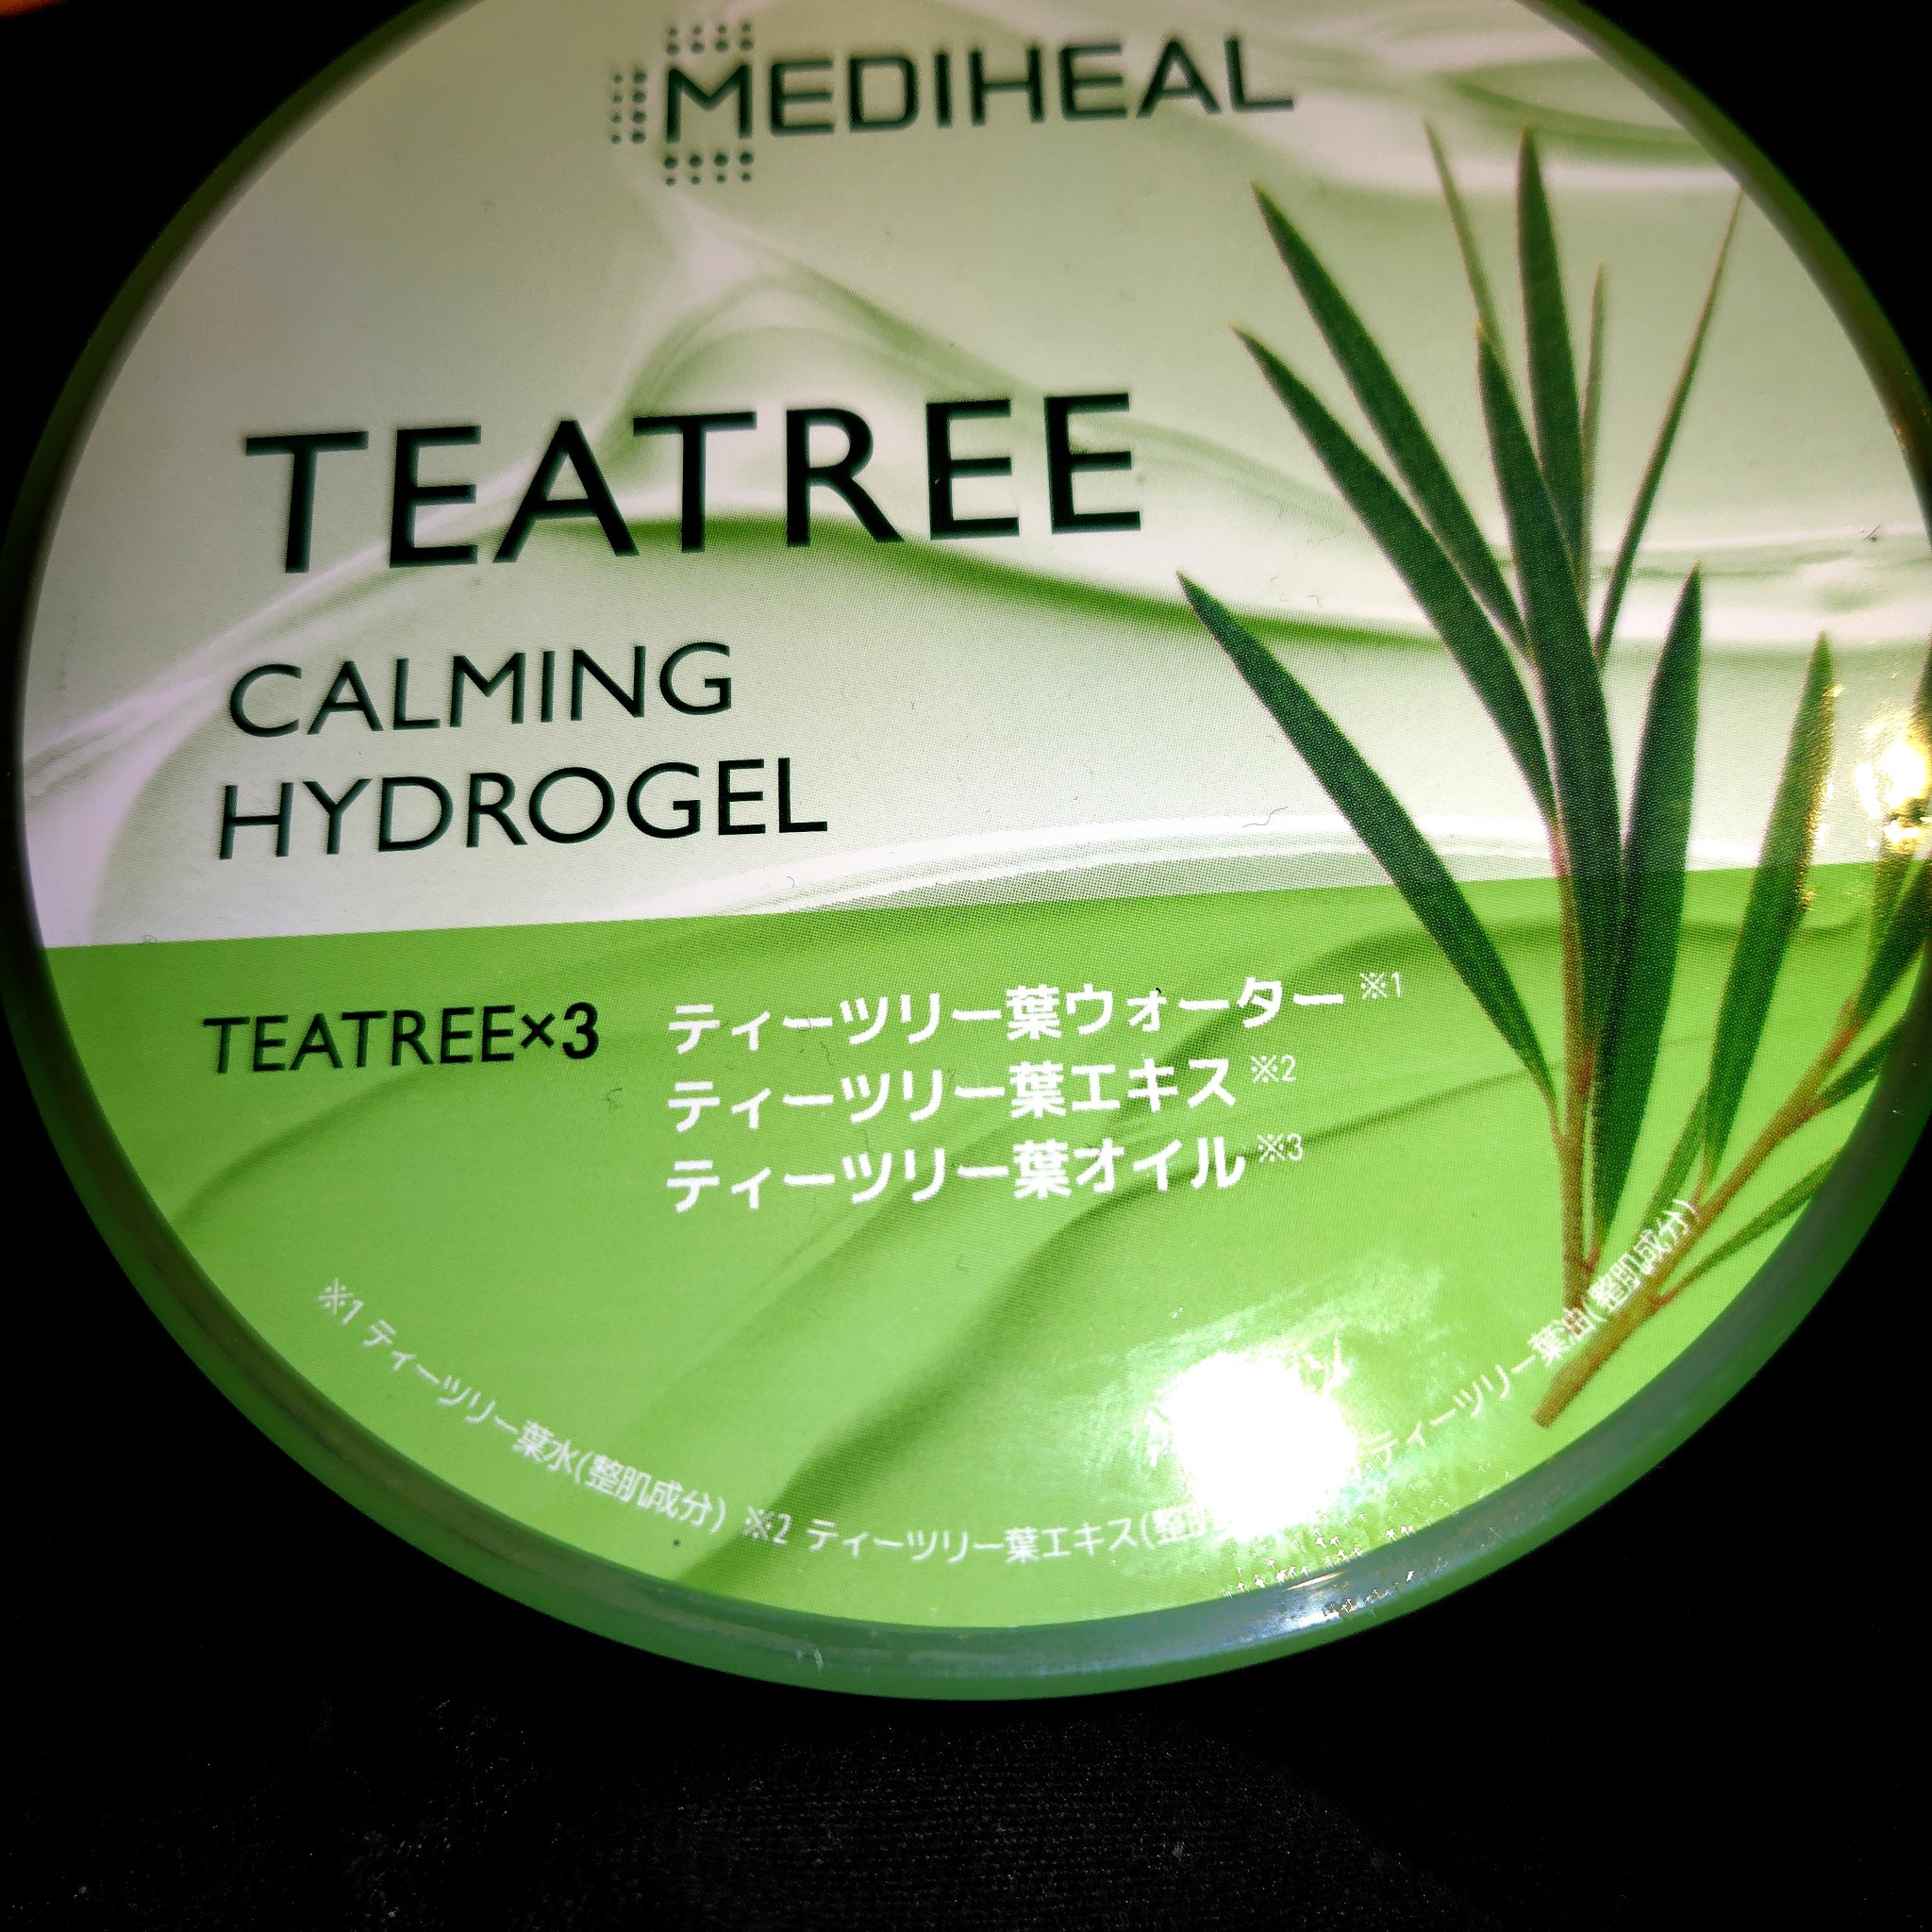 MEDIHEAL
TEATREE
CALMING
HYDROGEL
TEATREE×3
ティーツリー葉ウォーター ※1
ティーツリー葉エキス ※2
ティーツリー葉オイル ※3
※1 ティーツリー葉水(整肌成分) ※2 ティーツリー葉エキス(整 ティーツリー葉油(整肌成分)